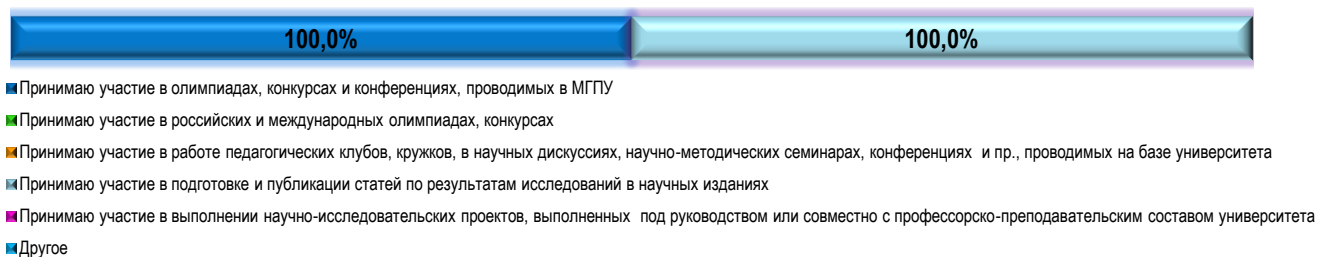 100,0% 100,0%
Принимаю участие в олимпиадах, конкурсах и конференциях, проводимых в МГПУ
Принимаю участие в российских и международных олимпиадах, конкурсах
Принимаю участие в работе педагогических клубов, кружков, в научных дискуссиях, научно-методических семинарах, конференциях и пр., проводимых на базе университета
Принимаю участие в подготовке и публикации статей по результатам исследований в научных изданиях
Принимаю участие в выполнении научно-исследовательских проектов, выполненных под руководством или совместно с профессорско-преподавательским составом университета
Другое